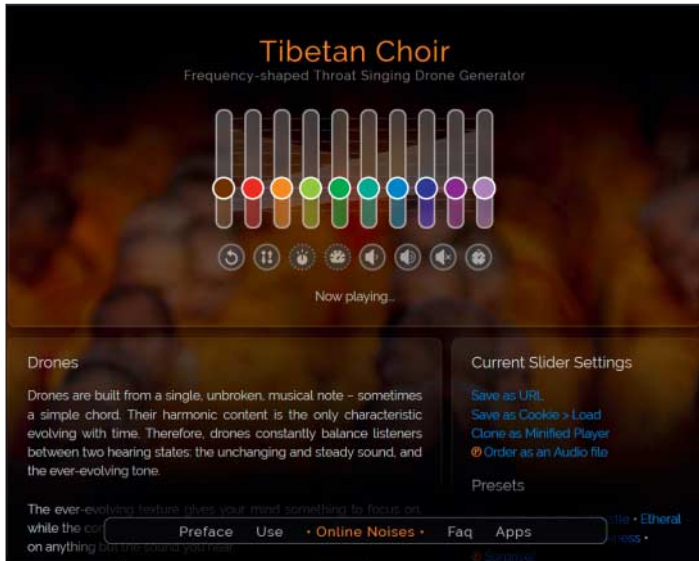 Tibetan Choir
Frequency-shaped Throat Singing Drone Generator
Now playing...
Drones
Drones are built from a single, unbroken, musical note – sometimes
a simple chord. Their harmonic content is the only characteristic
evolving with time. Therefore, drones constantly balance listeners
between two hearing states: the unchanging and steady sound, and
the ever-evolving tone.
The ever-evolving texture gives your mind something to focus on,
while the
on anything but the sound you hear.
Current Slider Settings
Save as URL
Save as Cookie > Load
Clone as Minified Player
℗ Order as an Audio file
Presets
• Etheral
•
℗ Surprise!
Preface Use • Online Noises • Faq Apps